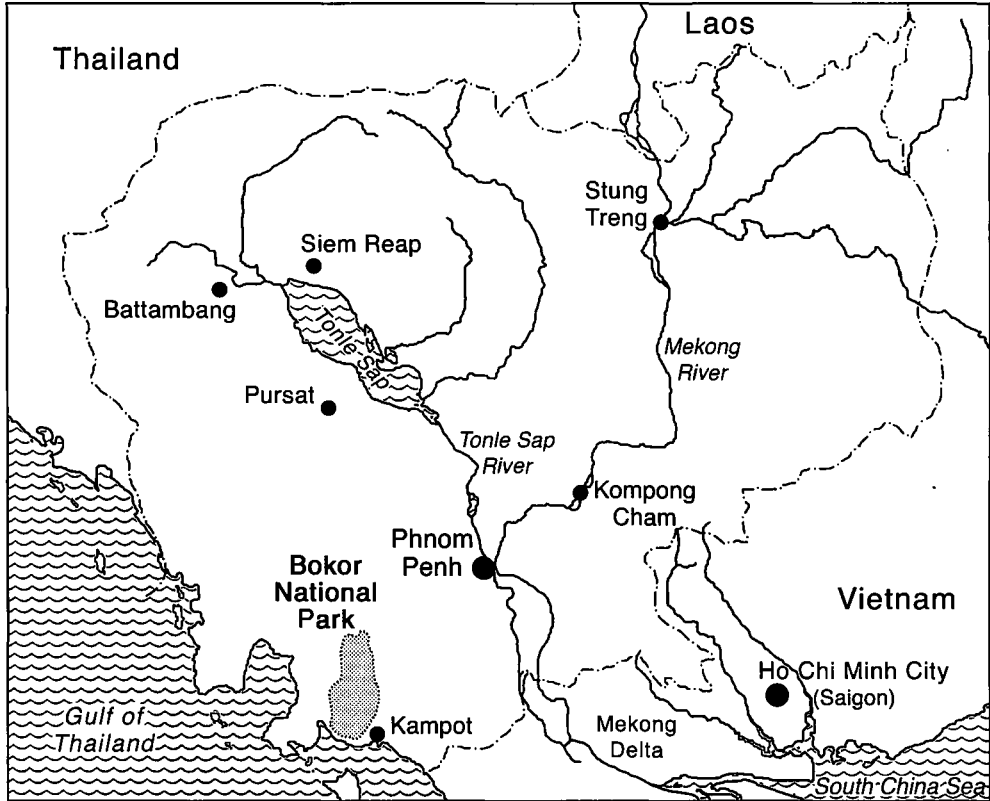 Laos
Thailand
Stung
Treng
Siem Reap
Battambang
Tonle Sap
Mekong
River
Pursat
Tonle Sap
River
Kompong
Cham
Phnom
Penh
Bokor
National
Park
Vietnam
Ho Chi Minh City
(Saigon)
Gulf of
Thailand
Kampot
Mekong
Delta
South China Sea